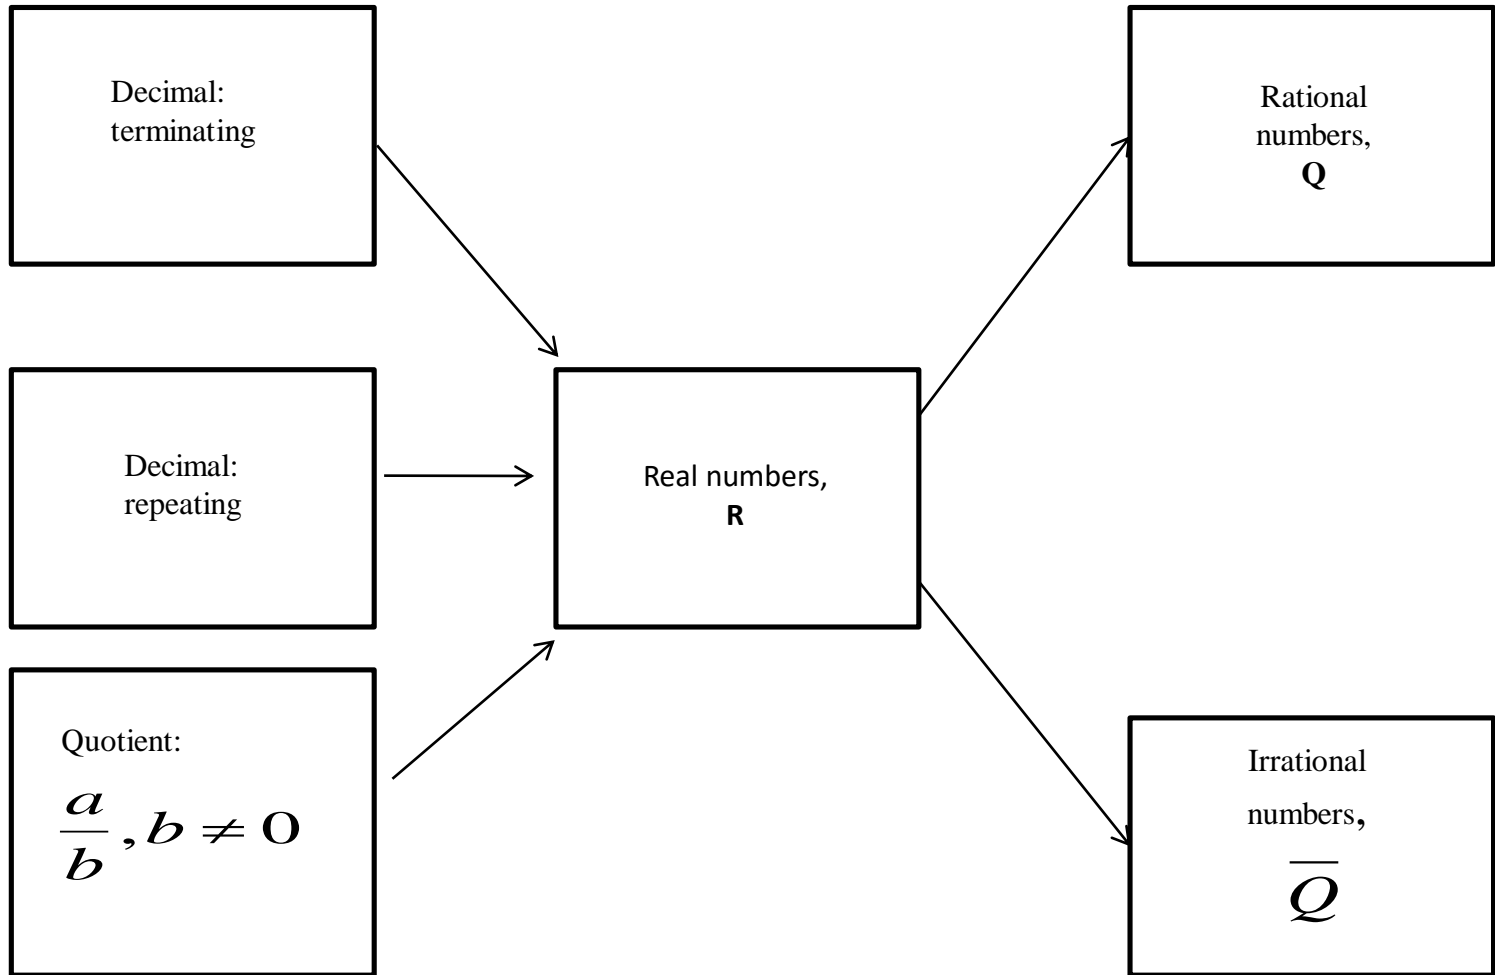 Decimal:
terminating
Decimal:
repeating
Quotient:
a/b , b ≠ 0
Real numbers,
R
Rational
numbers,
Q
Irrational
numbers,
Q̅